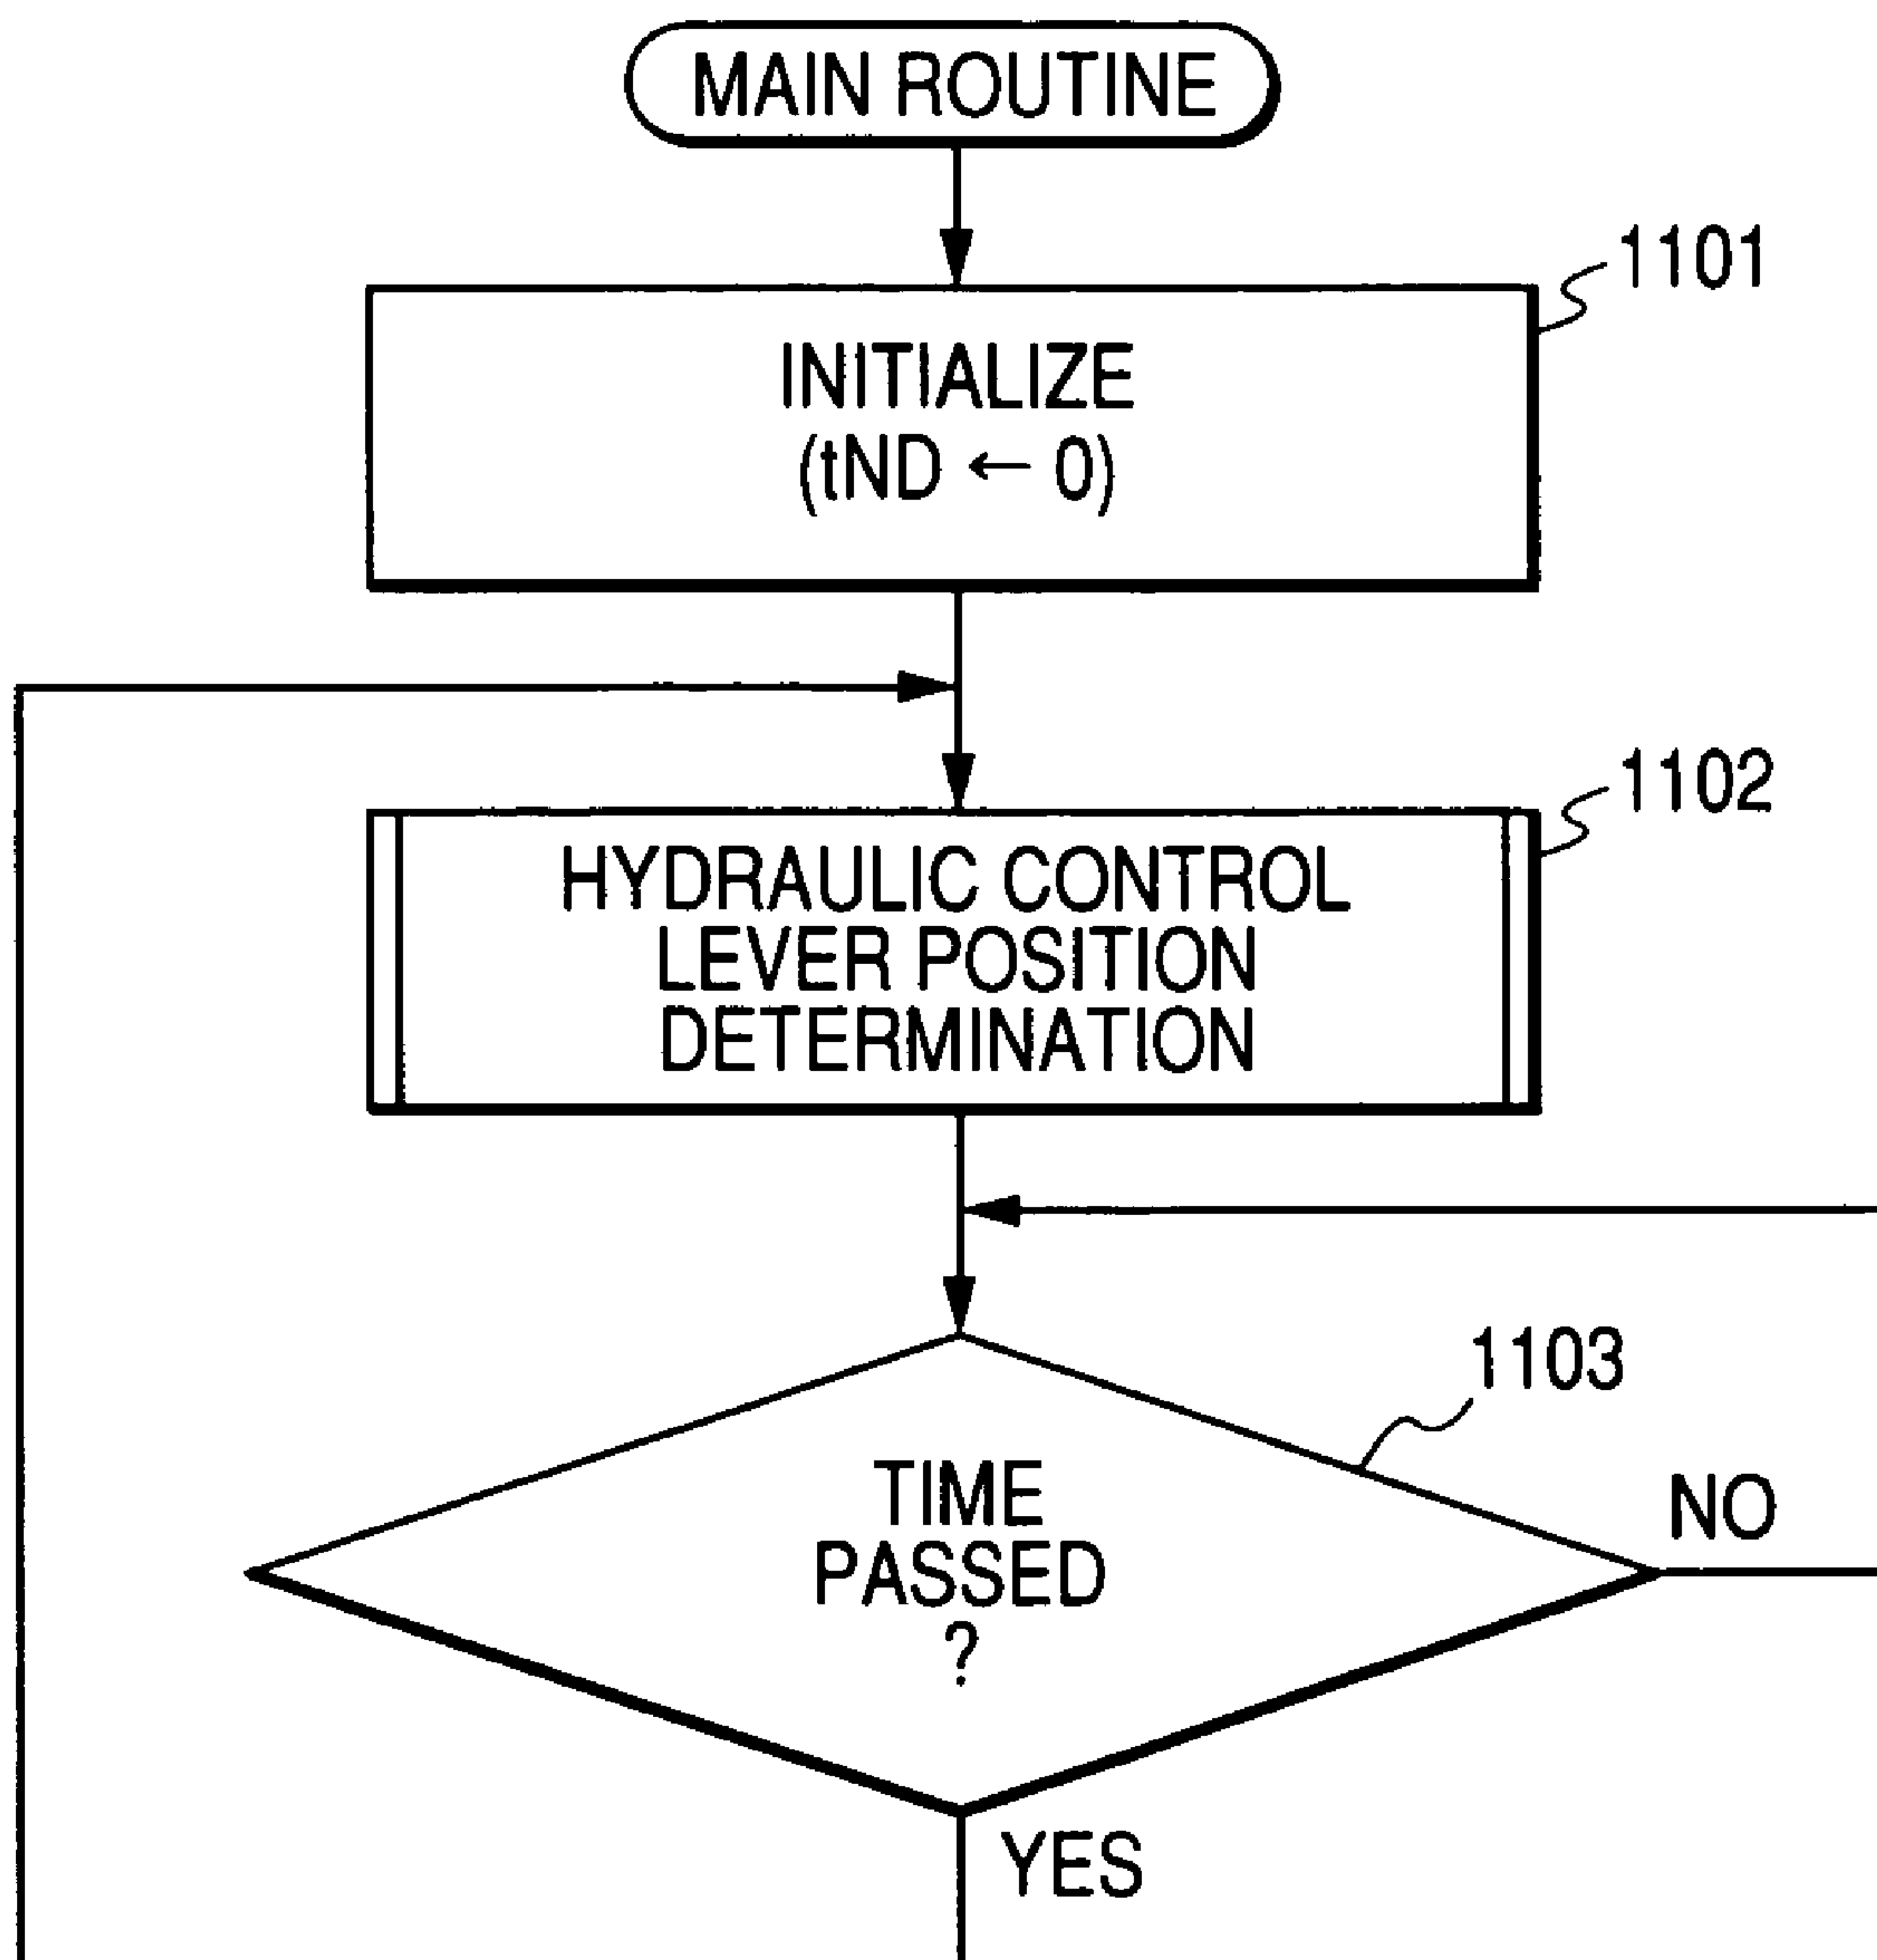 MAIN ROUTINE
1101
INITIALIZE
(tND ← 0)
1102
HYDRAULIC CONTROL
LEVER POSITION
DETERMINATION
1103
TIME
PASSED
?
NO
YES